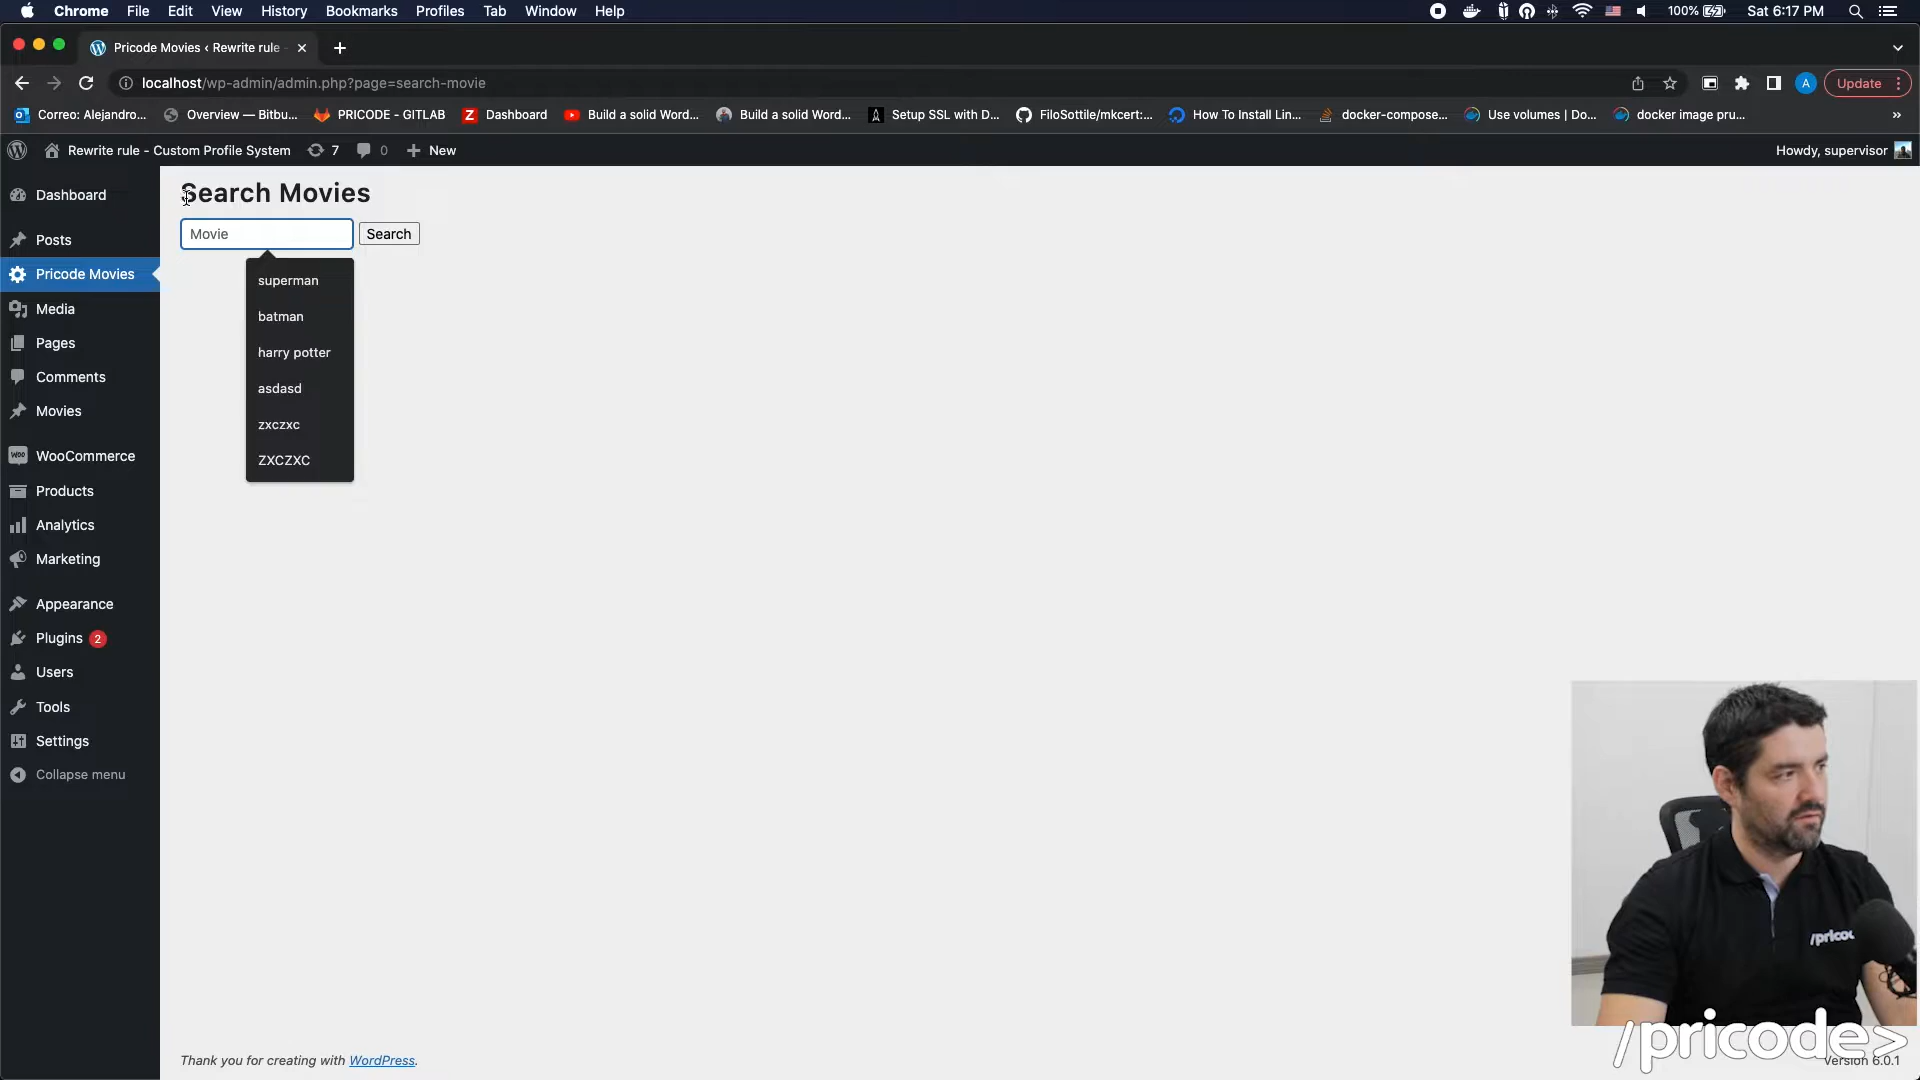 Chrome File Edit View History Bookmarks Profiles Tab Window Help 100% Sat 6:17 PM
Pricode Movies ‹ Rewrite rule
localhost/wp-admin/admin.php?page=search-movie A Update
Correo: Alejandro... Overview — Bitbu... PRICODE - GITLAB Z Dashboard Build a solid Word... Build a solid Word... Setup SSL with D... FiloSottile/mkcert:... How To Install Lin... docker-compose... Use volumes | Do... docker image pru... »
Rewrite rule - Custom Profile System 7 0 + New Howdy, supervisor
Dashboard
Posts
Pricode Movies
Media
Pages
Comments
Movies
WooCommerce
Products
Analytics
Marketing
Appearance
Plugins 2
Users
Tools
Settings
Collapse menu
Search Movies
Movie Search
superman
batman
harry potter
asdasd
zxczxc
ZXCZXC
Thank you for creating with WordPress.
/pricode>
Version 6.0.1